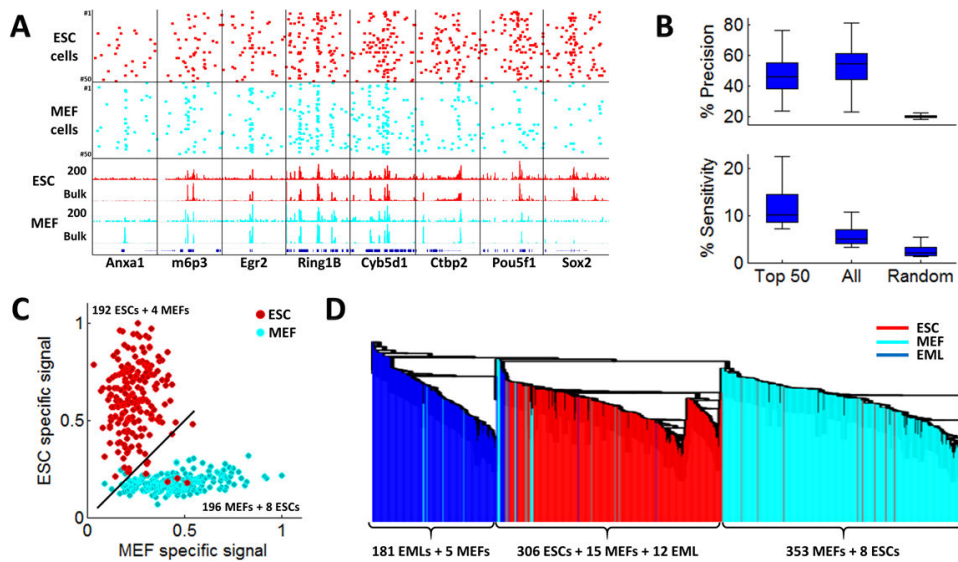 A
#1
ESC
cells
#50
#1
MEF
cells
#50
ESC
200
Bulk
MEF
200
Bulk
Anxa1 m6p3 Egr2 Ring1B Cyb5d1 Ctbp2 Pou5f1 Sox2
B
% Precision
80
60
40
20
% Sensitivity
20
10
0
Top 50 All Random
C
192 ESCs + 4 MEFs
ESC
MEF
ESC specific signal
1
0.5
0
0 0.5 1
196 MEFs + 8 ESCs
MEF specific signal
D
ESC
MEF
EML
181 EMLs + 5 MEFs 306 ESCs + 15 MEFs + 12 EML 353 MEFs + 8 ESCs